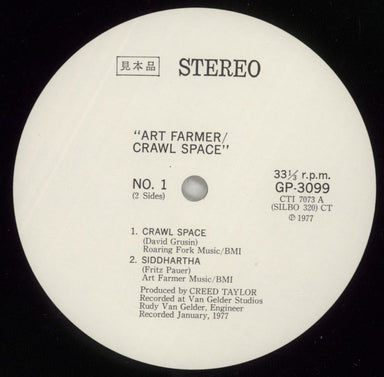 見本品 STEREO
"ART FARMER/
CRAWL SPACE"
NO. 1
(2 Sides)
33⅓ r.p.m.
GP-3099
CTI 7073 A
(SILBO 320) CT
℗ 1977
1. CRAWL SPACE
(David Grusin)
Roaring Fork Music/BMI
2. SIDDHARTHA
(Fritz Pauer)
Art Farmer Music/BMI
Produced by CREED TAYLOR
Recorded at Van Gelder Studios
Rudy Van Gelder, Engineer
Recorded January, 1977